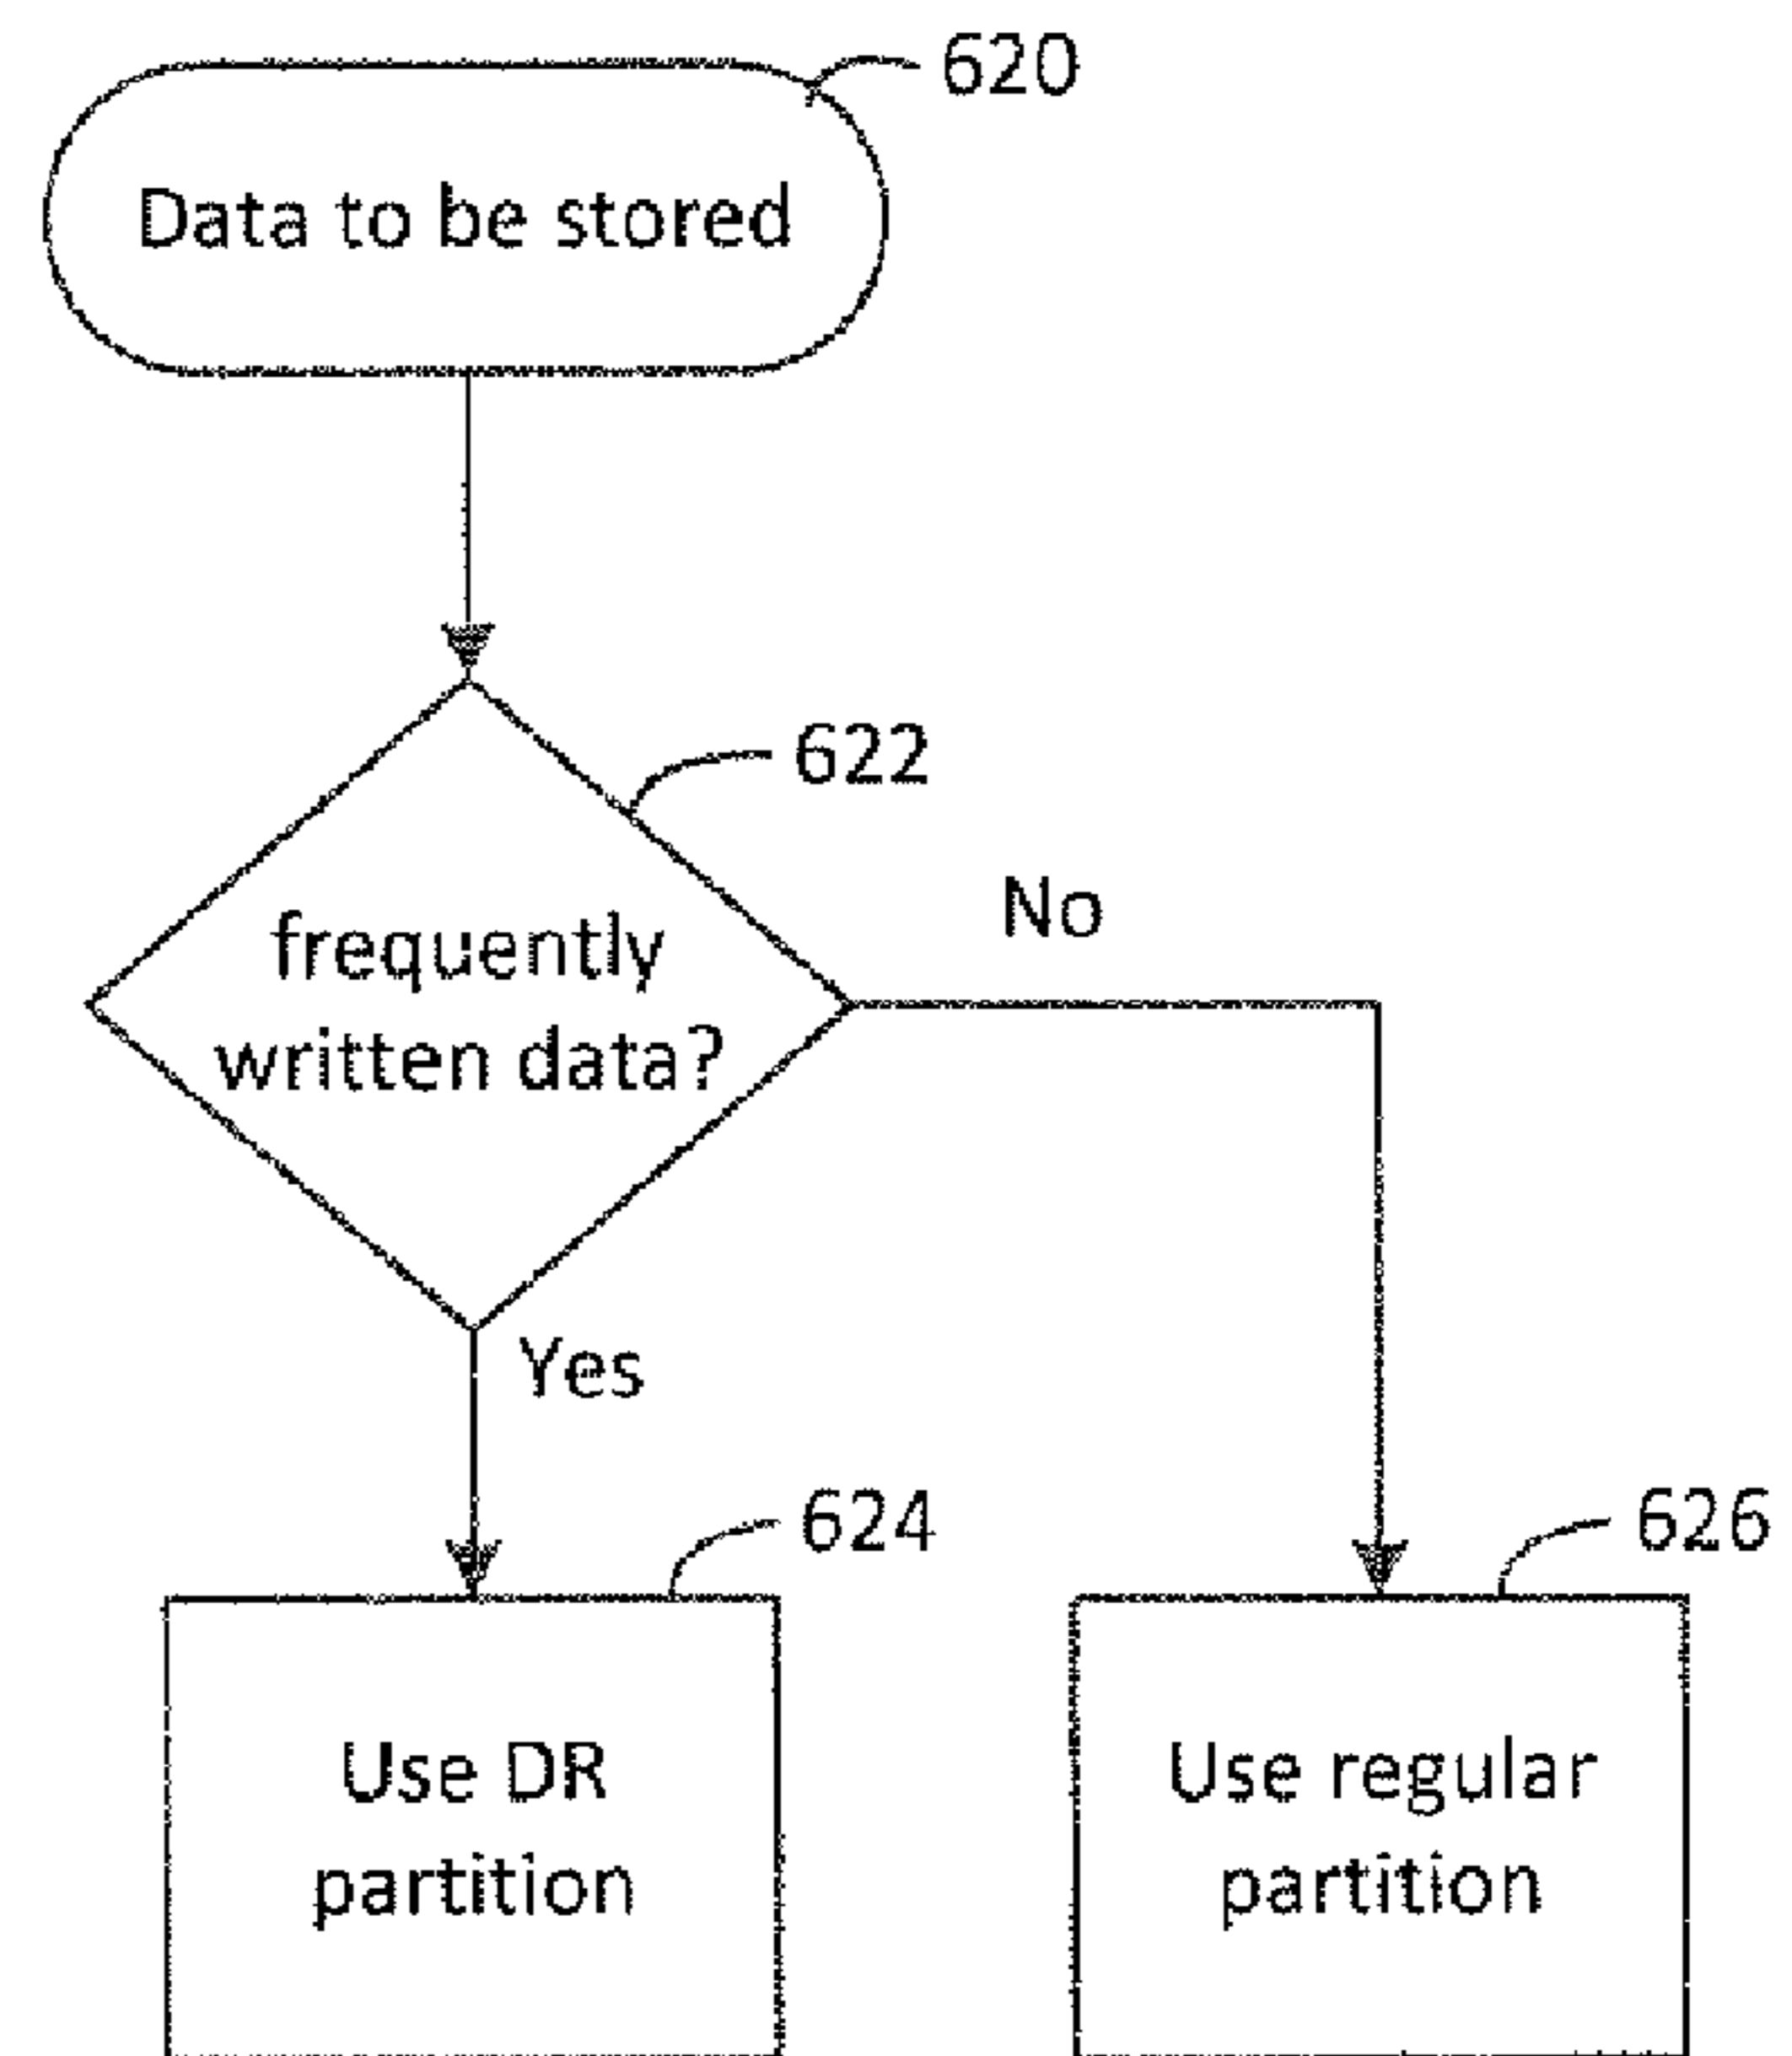 620
Data to be stored
622
No
frequently
written data?
Yes
624
626
Use DR
partition
Use regular
partition